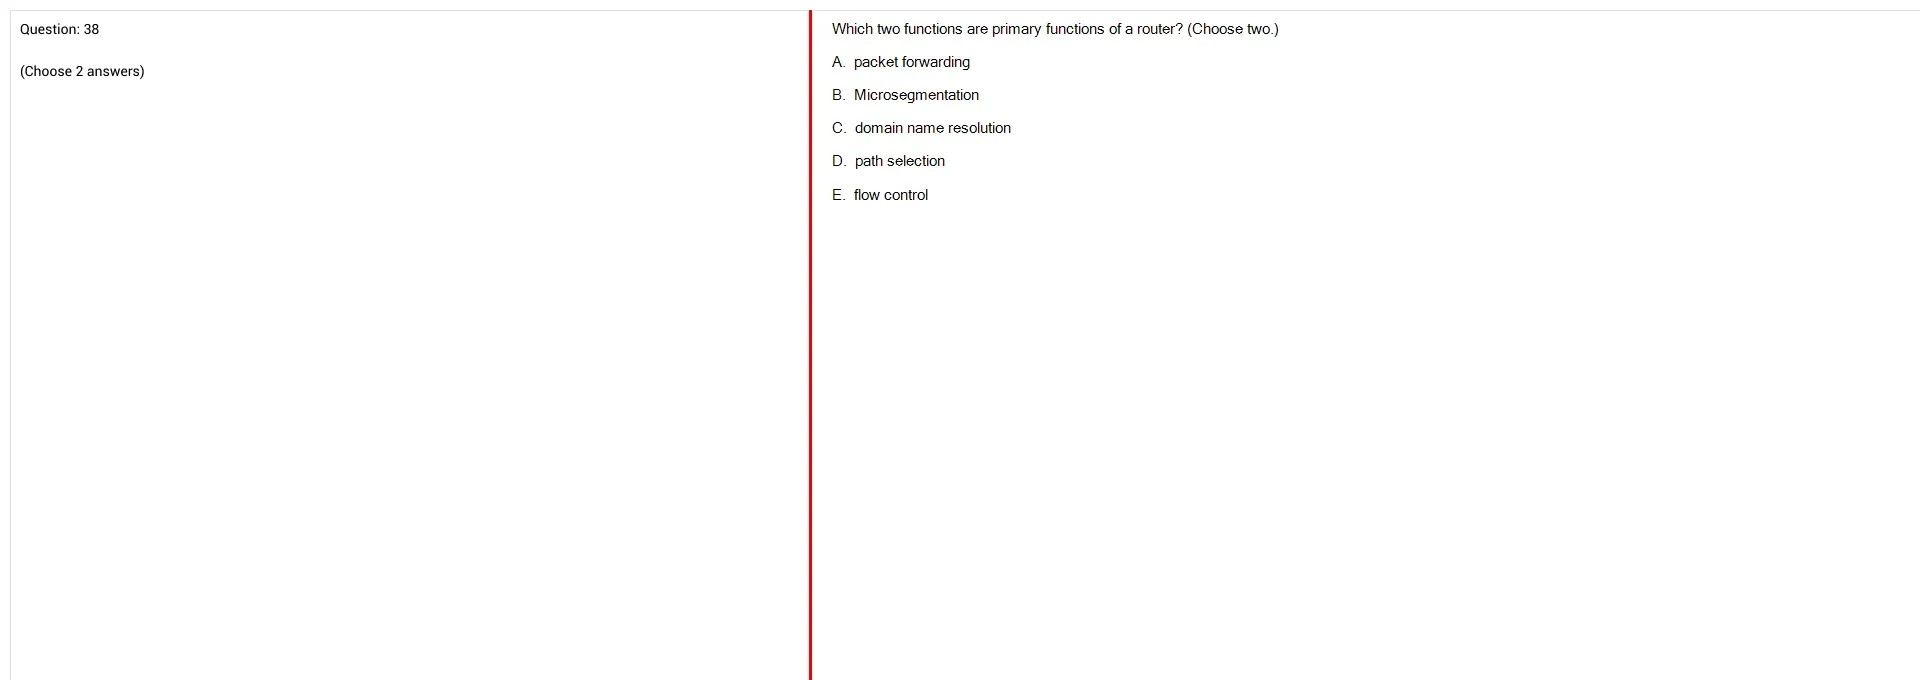 Question: 38
(Choose 2 answers)
Which two functions are primary functions of a router? (Choose two.)
A. packet forwarding
B. Microsegmentation
C. domain name resolution
D. path selection
E. flow control